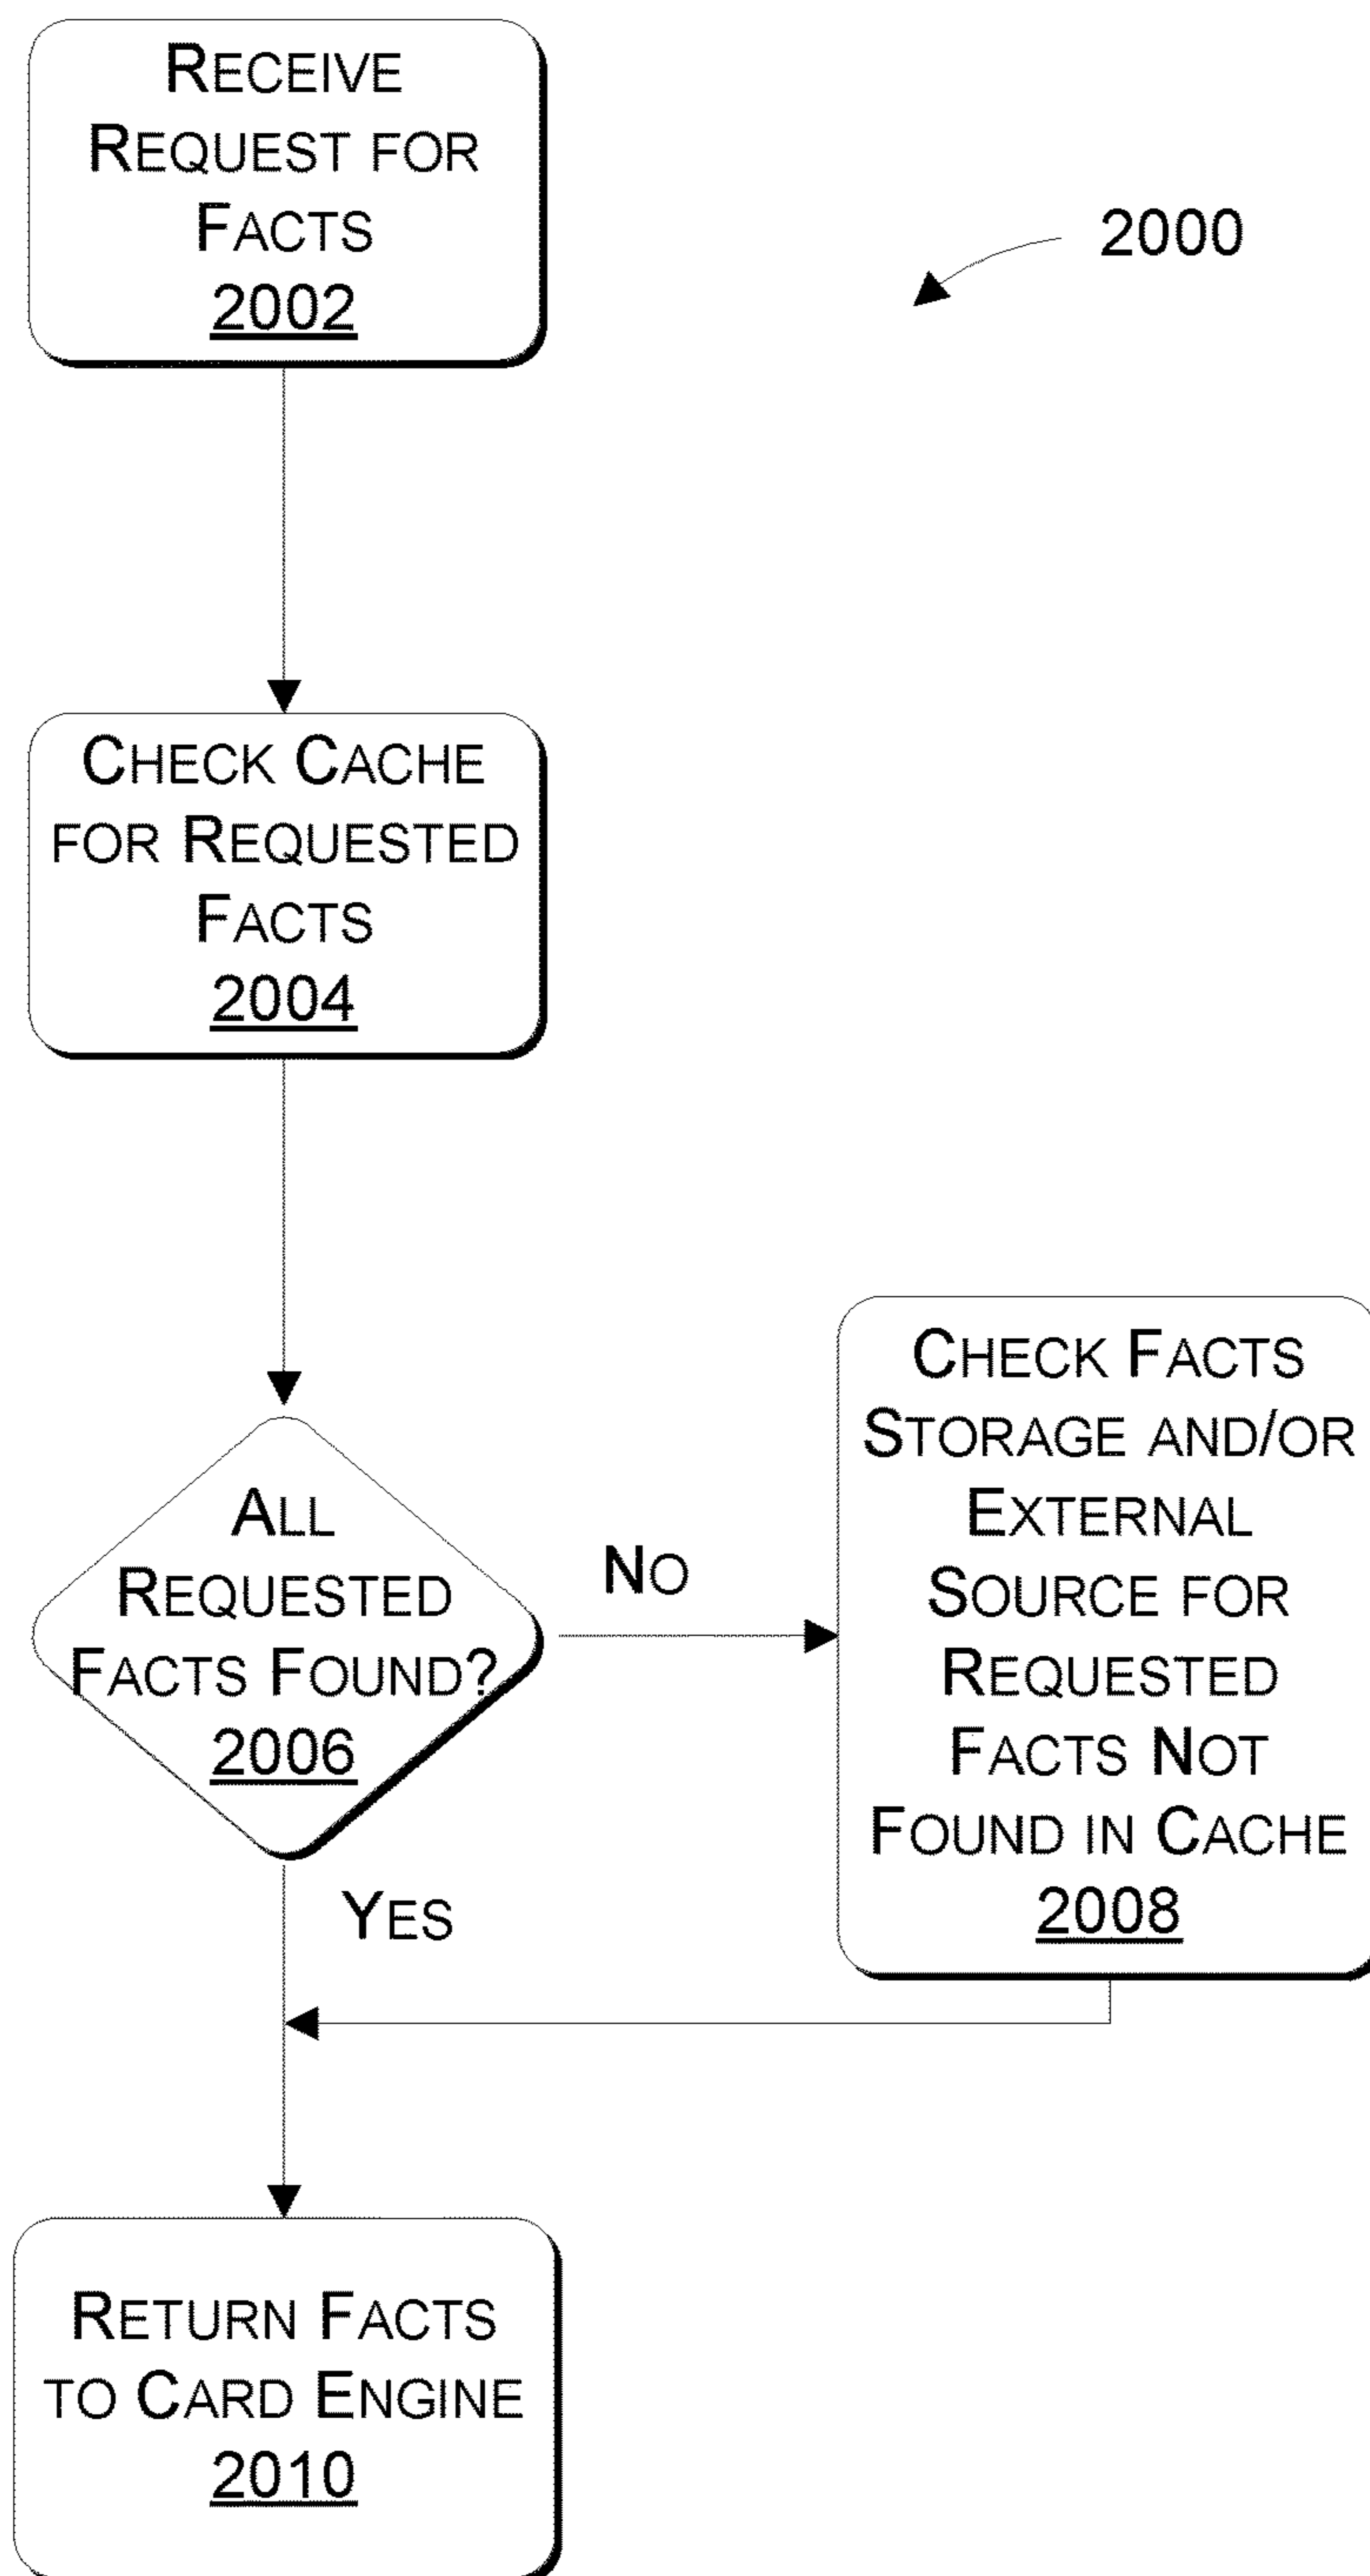 RECEIVE
REQUEST FOR
FACTS
2002
2000
CHECK CACHE
FOR REQUESTED
FACTS
2004
ALL
REQUESTED
FACTS FOUND?
2006
NO
CHECK FACTS
STORAGE AND/OR
EXTERNAL
SOURCE FOR
REQUESTED
FACTS NOT
FOUND IN CACHE
2008
YES
RETURN FACTS
TO CARD ENGINE
2010